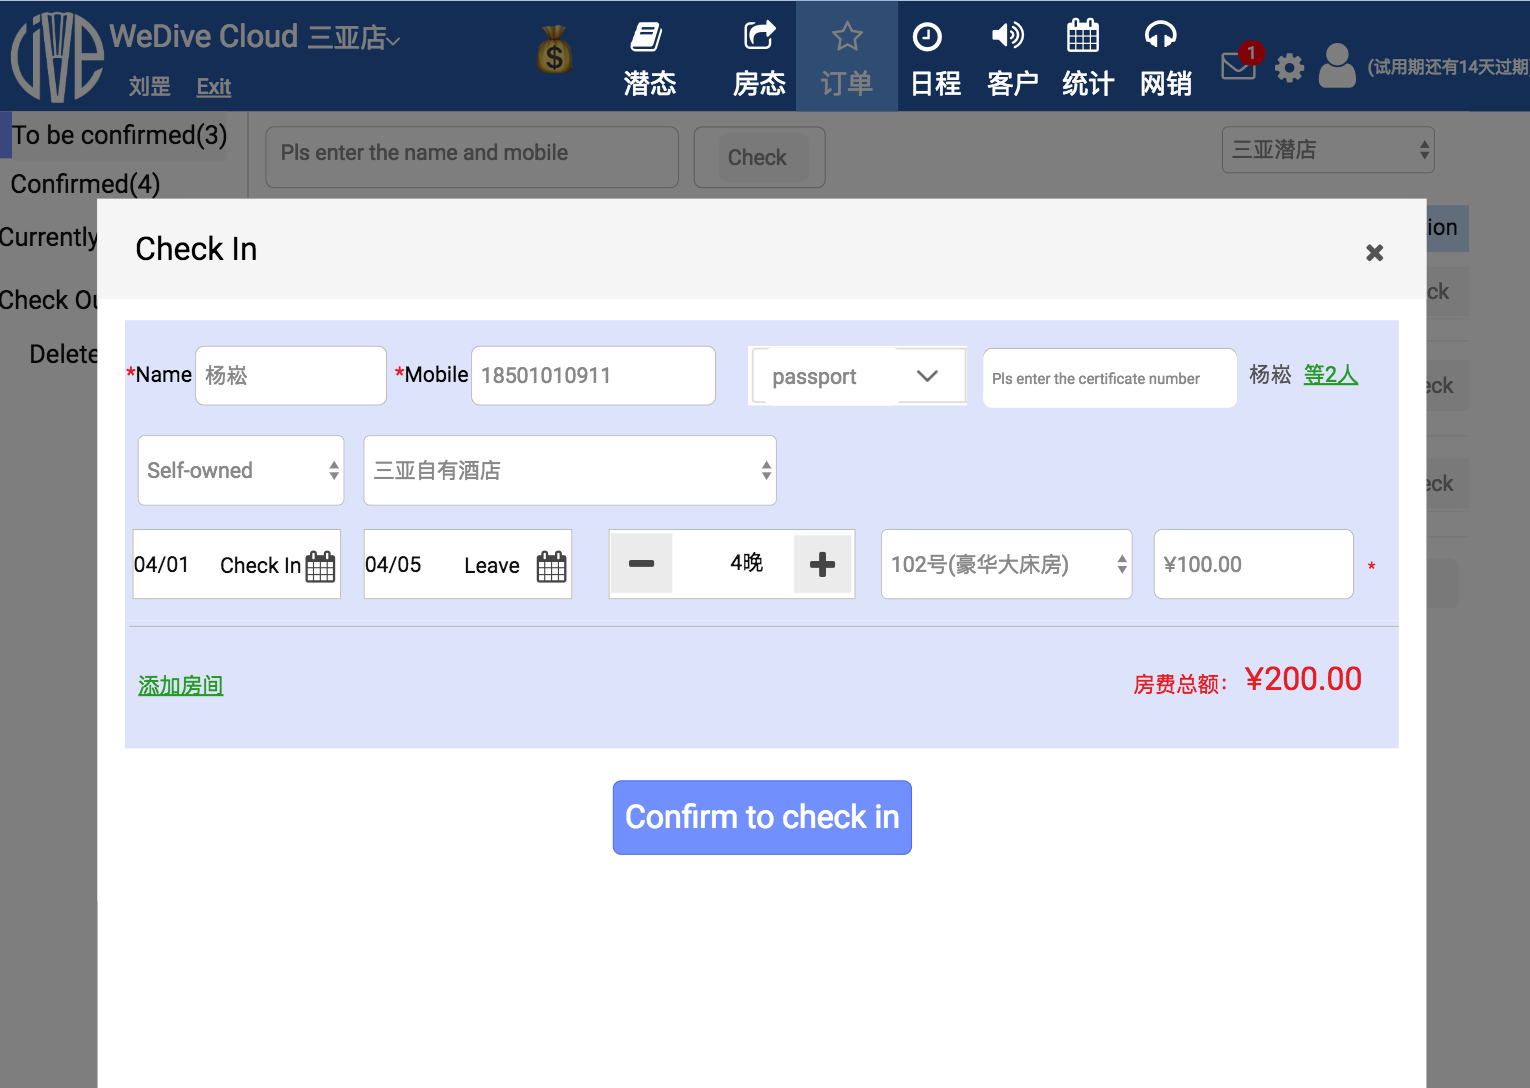 WeDive Cloud 三亚店
刘罡 Exit
潜态 房态 订单 日程 客户 统计 网销
1
(试用期还有14天过期
To be confirmed(3)
Pls enter the name and mobile
Check
三亚潜店
Confirmed(4)
Currently
ion
Check In
Check Ou
ck
Delete
*Name 杨崧 *Mobile 18501010911 passport Pls enter the certificate number 杨崧 等2人
eck
Self-owned 三亚自有酒店
eck
04/01 Check In 04/05 Leave 4晚 102号(豪华大床房) ¥100.00 *
添加房间 房费总额: ¥200.00
Confirm to check in